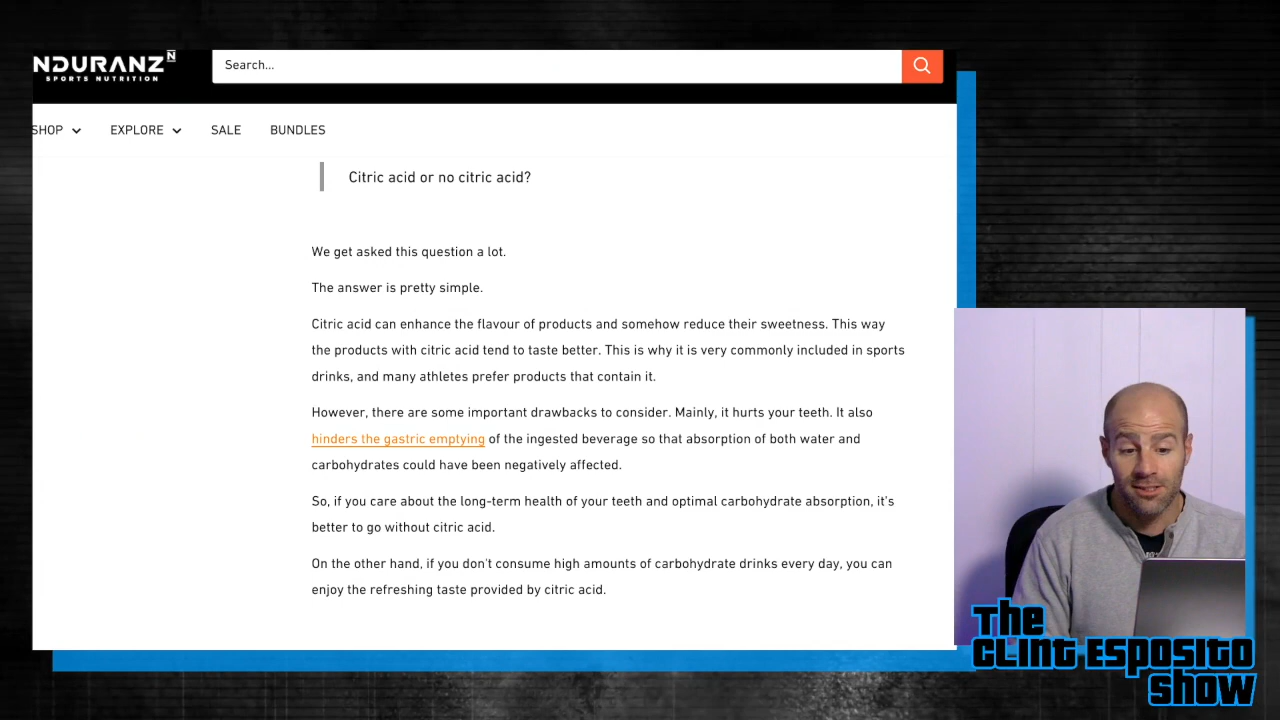 NDURANZ N
SPORTS NUTRITION
Search...
SHOP EXPLORE SALE BUNDLES
Citric acid or no citric acid?
We get asked this question a lot.
The answer is pretty simple.
Citric acid can enhance the flavour of products and somehow reduce their sweetness. This way
the products with citric acid tend to taste better. This is why it is very commonly included in sports
drinks, and many athletes prefer products that contain it.
However, there are some important drawbacks to consider. Mainly, it hurts your teeth. It also
hinders the gastric emptying of the ingested beverage so that absorption of both water and
carbohydrates could have been negatively affected.
So, if you care about the long-term health of your teeth and optimal carbohydrate absorption, it's
better to go without citric acid.
On the other hand, if you don't consume high amounts of carbohydrate drinks every day, you can
enjoy the refreshing taste provided by citric acid.
The
CLINT ESPOSITO
SHOW